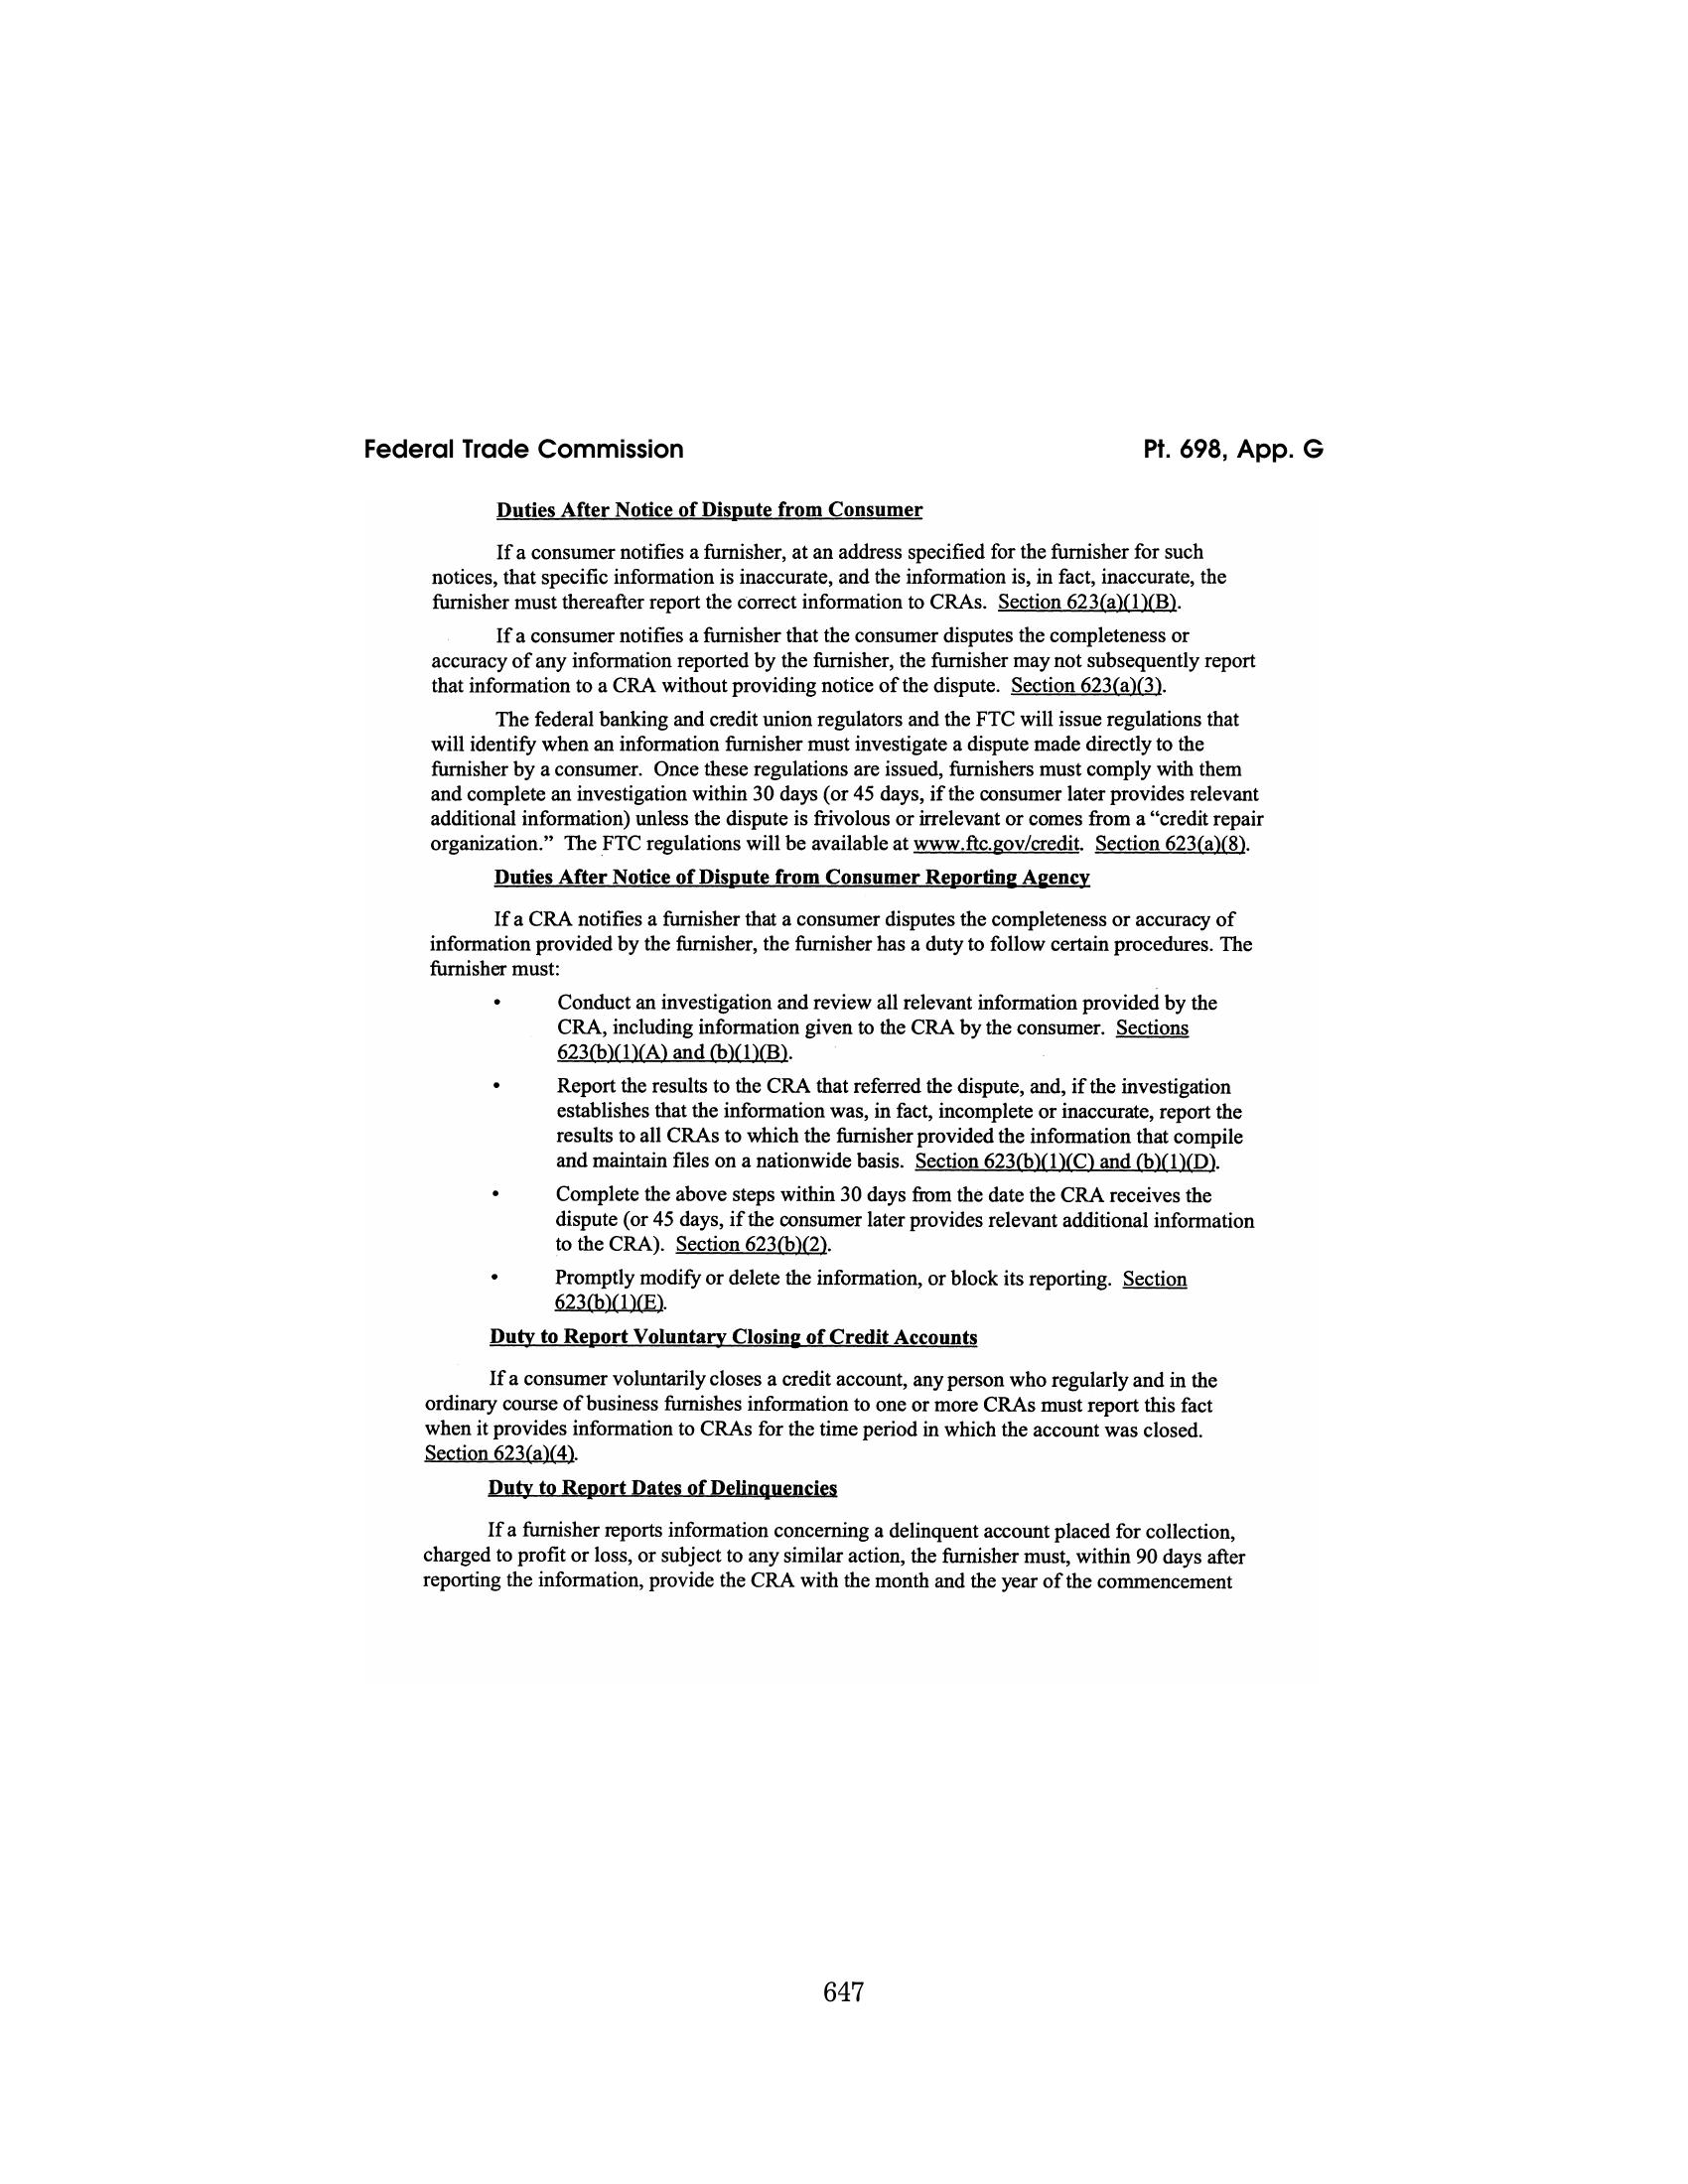 Federal Trade Commission Pt. 698, App. G
Duties After Notice of Dispute from Consumer
If a consumer notifies a furnisher, at an address specified for the furnisher for such
notices, that specific information is inaccurate, and the information is, in fact, inaccurate, the
furnisher must thereafter report the correct information to CRAs. Section 623(a)(1)(B).
If a consumer notifies a furnisher that the consumer disputes the completeness or
accuracy of any information reported by the furnisher, the furnisher may not subsequently report
that information to a CRA without providing notice of the dispute. Section 623(a)(3).
The federal banking and credit union regulators and the FTC will issue regulations that
will identify when an information furnisher must investigate a dispute made directly to the
furnisher by a consumer. Once these regulations are issued, furnishers must comply with them
and complete an investigation within 30 days (or 45 days, if the consumer later provides relevant
additional information) unless the dispute is frivolous or irrelevant or comes from a “credit repair
organization.” The FTC regulations will be available at www.ftc.gov/credit. Section 623(a)(8).
Duties After Notice of Dispute from Consumer Reporting Agency
If a CRA notifies a furnisher that a consumer disputes the completeness or accuracy of
information provided by the furnisher, the furnisher has a duty to follow certain procedures. The
furnisher must:
• Conduct an investigation and review all relevant information provided by the
CRA, including information given to the CRA by the consumer. Sections
623(b)(1)(A) and (b)(1)(B).
• Report the results to the CRA that referred the dispute, and, if the investigation
establishes that the information was, in fact, incomplete or inaccurate, report the
results to all CRAs to which the furnisher provided the information that compile
and maintain files on a nationwide basis. Section 623(b)(1)(C) and (b)(1)(D).
• Complete the above steps within 30 days from the date the CRA receives the
dispute (or 45 days, if the consumer later provides relevant additional information
to the CRA). Section 623(b)(2).
• Promptly modify or delete the information, or block its reporting. Section
623(b)(1)(E).
Duty to Report Voluntary Closing of Credit Accounts
If a consumer voluntarily closes a credit account, any person who regularly and in the
ordinary course of business furnishes information to one or more CRAs must report this fact
when it provides information to CRAs for the time period in which the account was closed.
Section 623(a)(4).
Duty to Report Dates of Delinquencies
If a furnisher reports information concerning a delinquent account placed for collection,
charged to profit or loss, or subject to any similar action, the furnisher must, within 90 days after
reporting the information, provide the CRA with the month and the year of the commencement
647